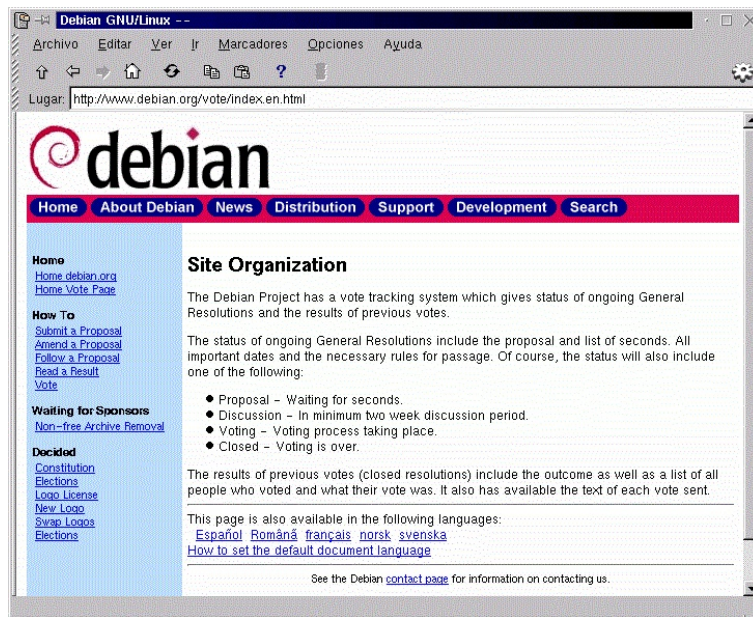 Debian GNU/Linux --
Archivo Editar Ver Ir Marcadores Opciones Ayuda
?
Lugar: http://www.debian.org/vote/index.en.html
debian
Home About Debian News Distribution Support Development Search
Home
Home debian.org
Home Vote Page
How To
Submit a Proposal
Amend a Proposal
Follow a Proposal
Read a Result
Vote
Waiting for Sponsors
Non-free Archive Removal
Decided
Constitution
Elections
Logo License
New Logo
Swap Logos
Elections
Site Organization
The Debian Project has a vote tracking system which gives status of ongoing General
Resolutions and the results of previous votes.
The status of ongoing General Resolutions include the proposal and list of seconds. All
important dates and the necessary rules for passage. Of course, the status will also include
one of the following:
● Proposal – Waiting for seconds.
● Discussion – In minimum two week discussion period.
● Voting – Voting process taking place.
● Closed – Voting is over.
The results of previous votes (closed resolutions) include the outcome as well as a list of all
people who voted and what their vote was. It also has available the text of each vote sent.
This page is also available in the following languages:
Español Română français norsk svenska
How to set the default document language
See the Debian contact page for information on contacting us.